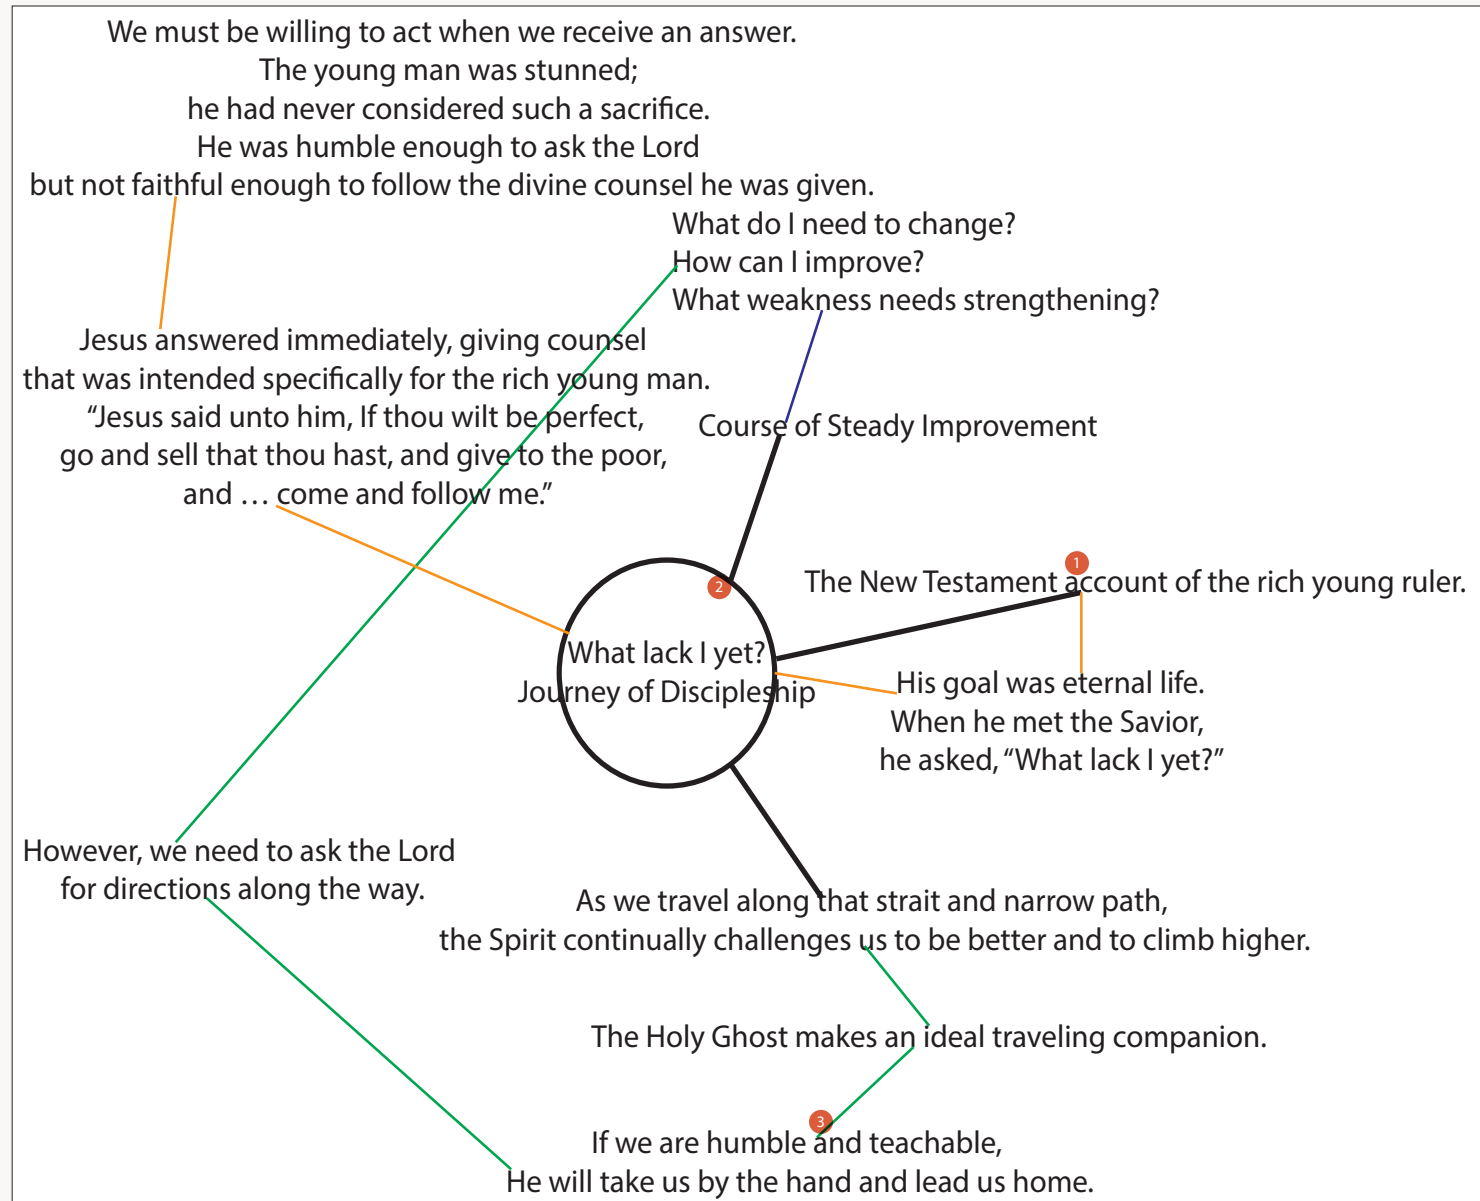 We must be willing to act when we receive an answer.
The young man was stunned;
he had never considered such a sacrifice.
He was humble enough to ask the Lord
but not faithful enough to follow the divine counsel he was given.
What do I need to change?
How can I improve?
What weakness needs strengthening?
Jesus answered immediately, giving counsel
that was intended specifically for the rich young man.
“Jesus said unto him, If thou wilt be perfect,
go and sell that thou hast, and give to the poor,
and … come and follow me.”
Course of Steady Improvement
1
The New Testament account of the rich young ruler.
2
What lack I yet?
Journey of Discipleship
His goal was eternal life.
When he met the Savior,
he asked, “What lack I yet?”
However, we need to ask the Lord
for directions along the way.
As we travel along that strait and narrow path,
the Spirit continually challenges us to be better and to climb higher.
The Holy Ghost makes an ideal traveling companion.
3
If we are humble and teachable,
He will take us by the hand and lead us home.